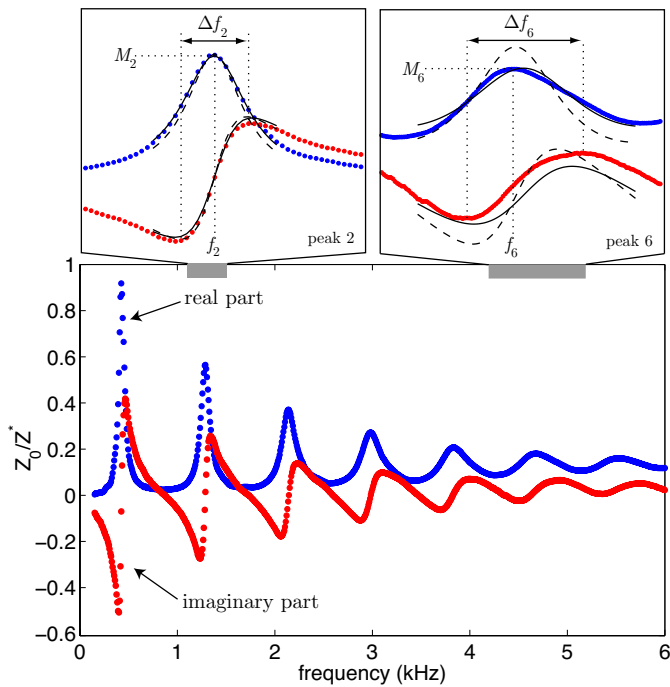 Δf₂
M₂
f₂
peak 2
Δf₆
M₆
f₆
peak 6
1
0.8
0.6
0.4
0.2
0
−0.2
−0.4
−0.6
Z₀/Z*
real part
imaginary part
0 1 2 3 4 5 6
frequency (kHz)